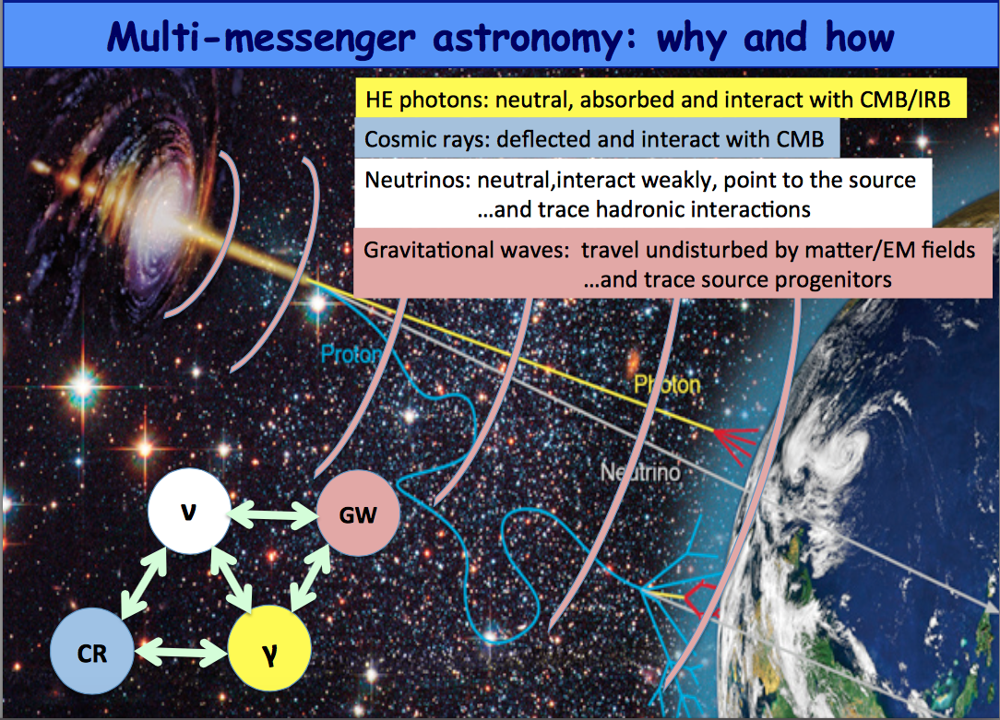 Multi-messenger astronomy: why and how
HE photons: neutral, absorbed and interact with CMB/IRB
Cosmic rays: deflected and interact with CMB
Neutrinos: neutral,interact weakly, point to the source
...and trace hadronic interactions
Gravitational waves: travel undisturbed by matter/EM fields
...and trace source progenitors
Proton
Photon
Neutrino
ν
GW
CR
γ